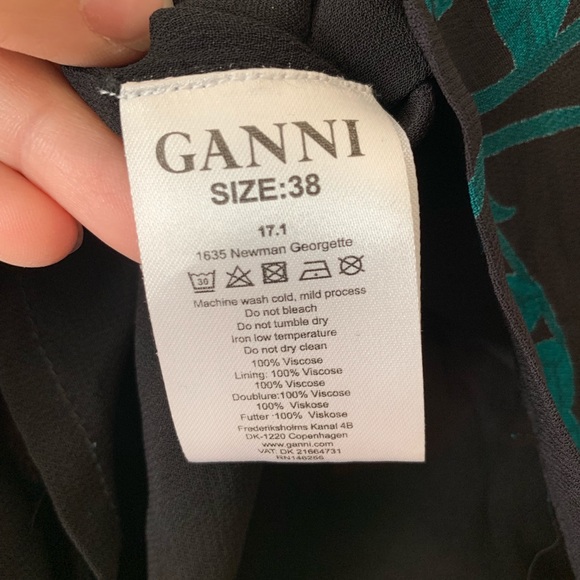 GANNI
SIZE:38
17.1
1635 Newman Georgette
30
Machine wash cold, mild process
Do not bleach
Do not tumble dry
Iron low temperature
Do not dry clean
100% Viscose
Lining: 100% Viscose
100% Viscose
Doublure:100% Viscose
100% Viskose
Futter :100% Viskose
Frederiksholms Kanal 4B
DK-1220 Copenhagen
www.ganni.com
VAT: DK 21664731
RN146255